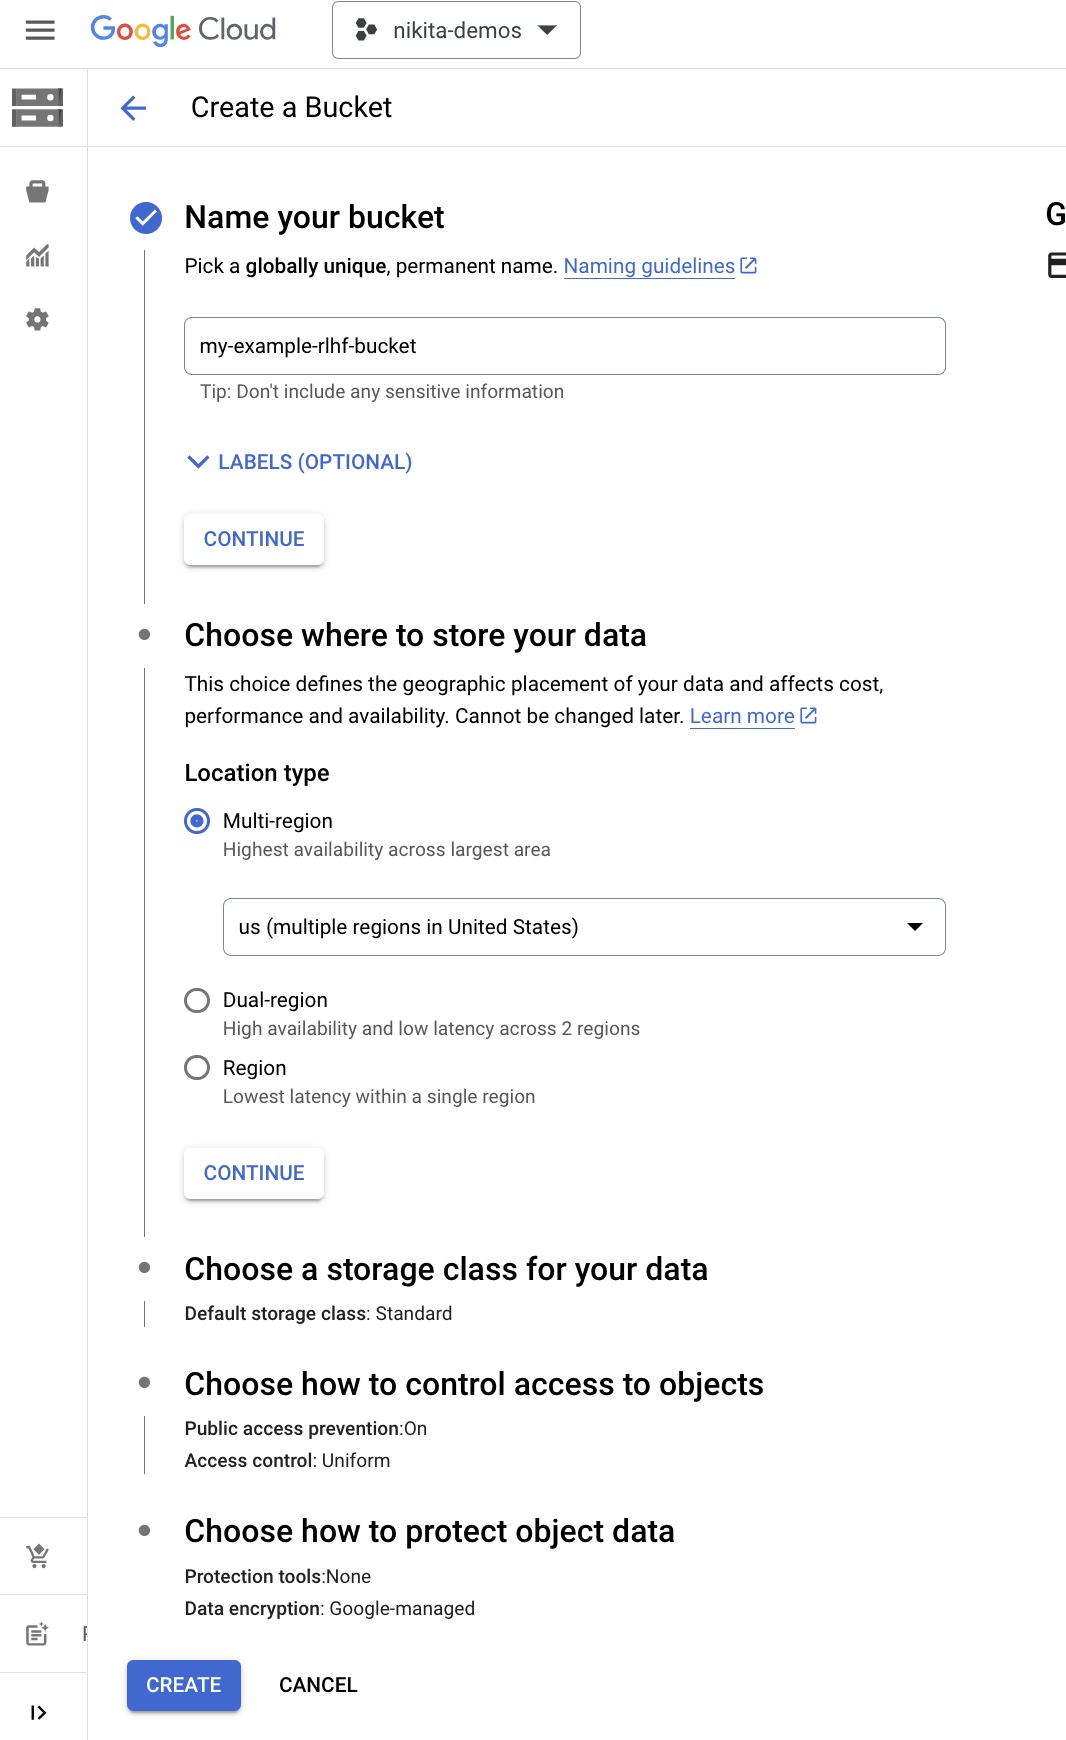 Google Cloud
nikita-demos
Create a Bucket
Name your bucket
Pick a globally unique, permanent name. Naming guidelines
my-example-rlhf-bucket
Tip: Don't include any sensitive information
LABELS (OPTIONAL)
CONTINUE
Choose where to store your data
This choice defines the geographic placement of your data and affects cost,
performance and availability. Cannot be changed later. Learn more
Location type
Multi-region
Highest availability across largest area
us (multiple regions in United States)
Dual-region
High availability and low latency across 2 regions
Region
Lowest latency within a single region
CONTINUE
Choose a storage class for your data
Default storage class: Standard
Choose how to control access to objects
Public access prevention:On
Access control: Uniform
Choose how to protect object data
Protection tools:None
Data encryption: Google-managed
CREATE
CANCEL